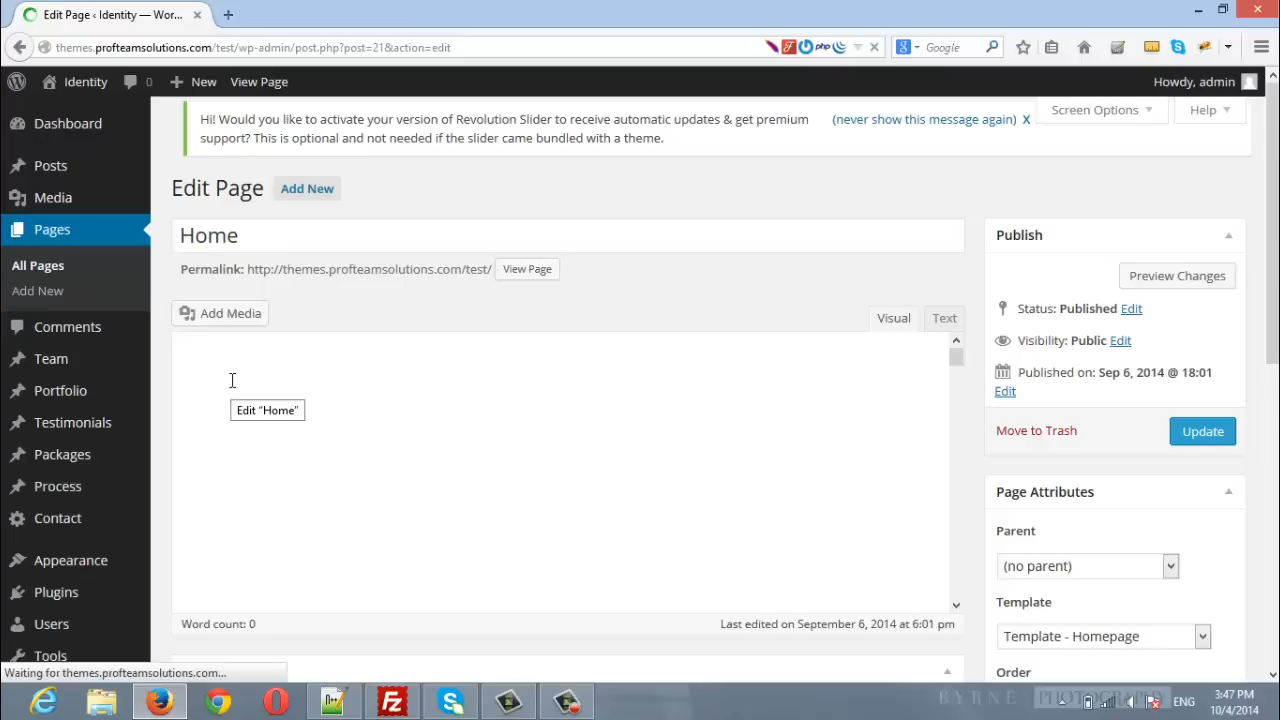 Edit Page ‹ Identity — Wor...
themes.profteamsolutions.com/test/wp-admin/post.php?post=21&action=edit
php
Google
Identity
0
New
View Page
Howdy, admin
Dashboard
Posts
Media
Pages
All Pages
Add New
Comments
Team
Portfolio
Testimonials
Packages
Process
Contact
Appearance
Plugins
Users
Tools
Hi! Would you like to activate your version of Revolution Slider to receive automatic updates & get premium
support? This is optional and not needed if the slider came bundled with a theme.
(never show this message again) X
Screen Options
Help
Edit Page
Add New
Home
Permalink: http://themes.profteamsolutions.com/test/
View Page
Add Media
Visual
Text
Edit “Home”
Word count: 0
Last edited on September 6, 2014 at 6:01 pm
Publish
Preview Changes
Status: Published Edit
Visibility: Public Edit
Published on: Sep 6, 2014 @ 18:01
Edit
Move to Trash
Update
Page Attributes
Parent
(no parent)
Template
Template - Homepage
Order
Waiting for themes.profteamsolutions.com...
BYRNE PHOTOGRAPHY
ENG
3:47 PM
10/4/2014